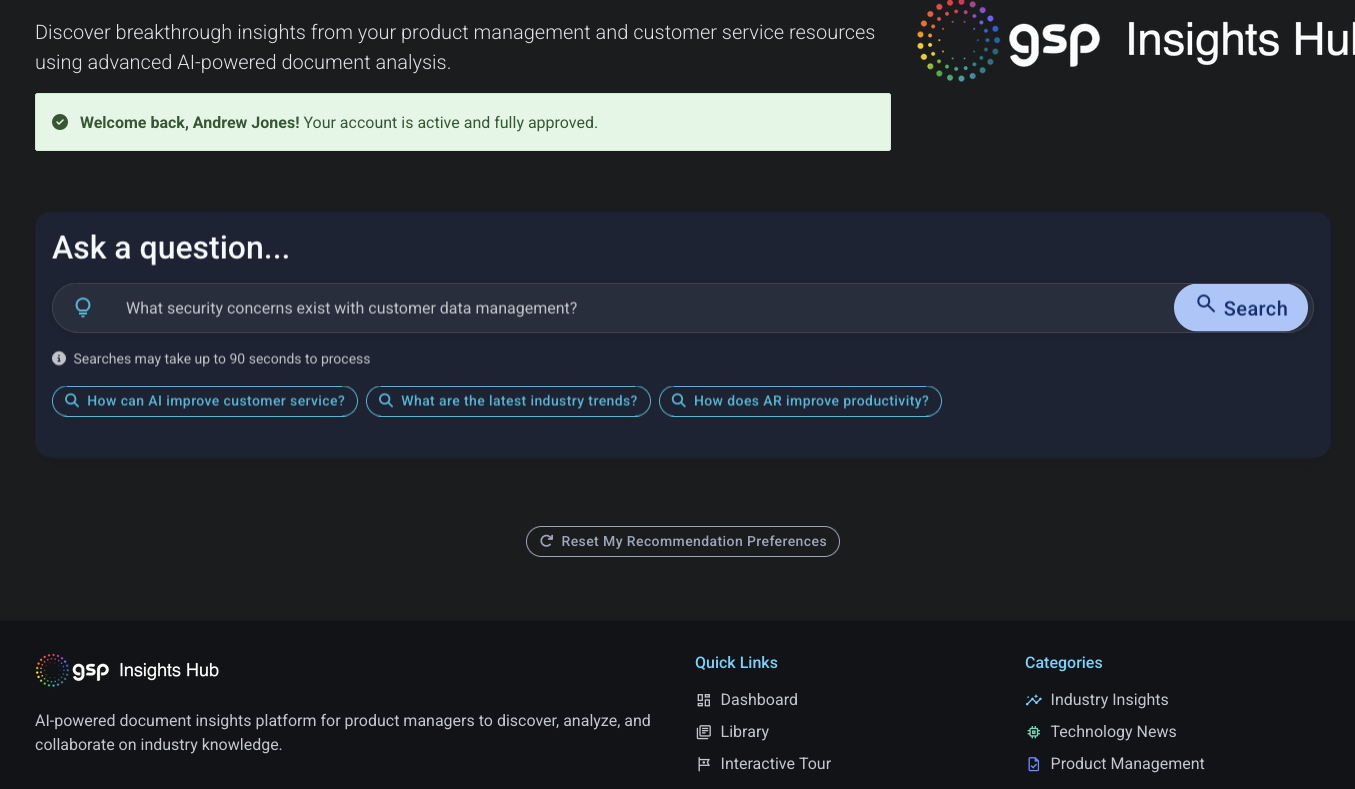 Discover breakthrough insights from your product management and customer service resources
using advanced AI-powered document analysis.
gsp Insights Hu
Welcome back, Andrew Jones! Your account is active and fully approved.
Ask a question...
What security concerns exist with customer data management?
Search
Searches may take up to 90 seconds to process
How can AI improve customer service?
What are the latest industry trends?
How does AR improve productivity?
Reset My Recommendation Preferences
gsp Insights Hub
AI-powered document insights platform for product managers to discover, analyze, and
collaborate on industry knowledge.
Quick Links
Dashboard
Library
Interactive Tour
Categories
Industry Insights
Technology News
Product Management